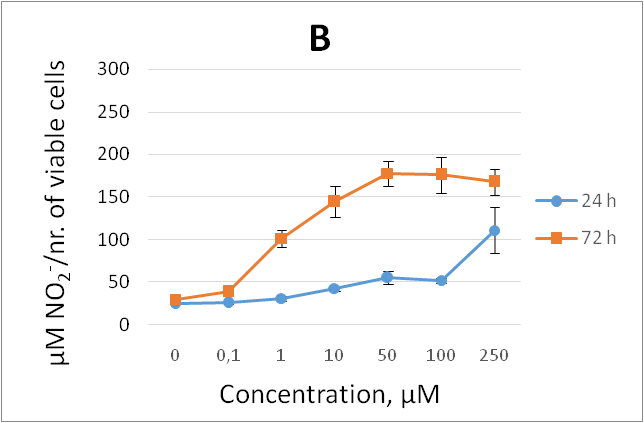 B
µM NO₂⁻/nr. of viable cells
300
250
200
150
100
50
0
0 0,1 1 10 50 100 250
Concentration, µM
24 h
72 h